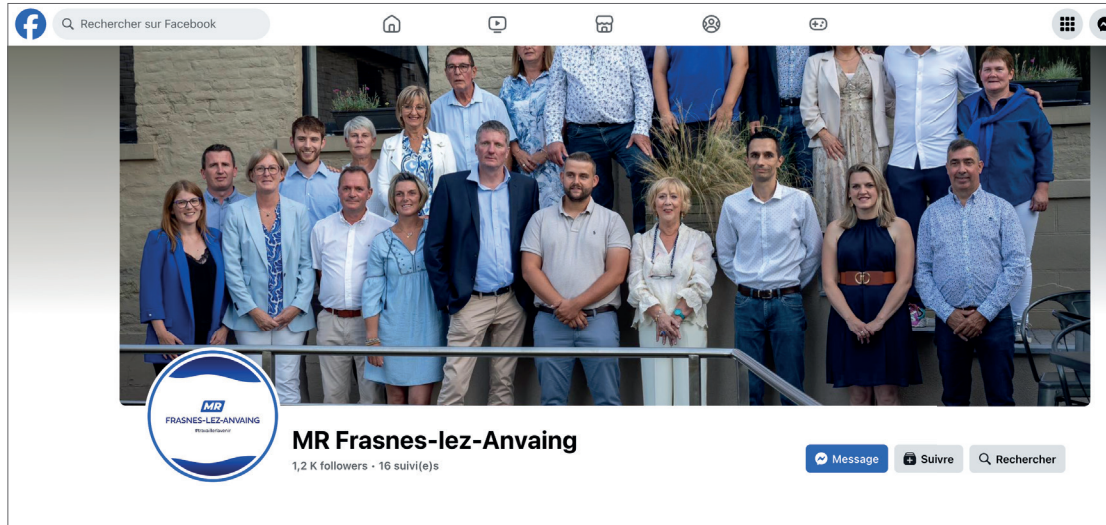 Rechercher sur Facebook
MR
FRASNES-LEZ-ANVAING
#travaillerlavenir
MR Frasnes-lez-Anvaing
1,2 K followers · 16 suivi(e)s
Message
Suivre
Rechercher